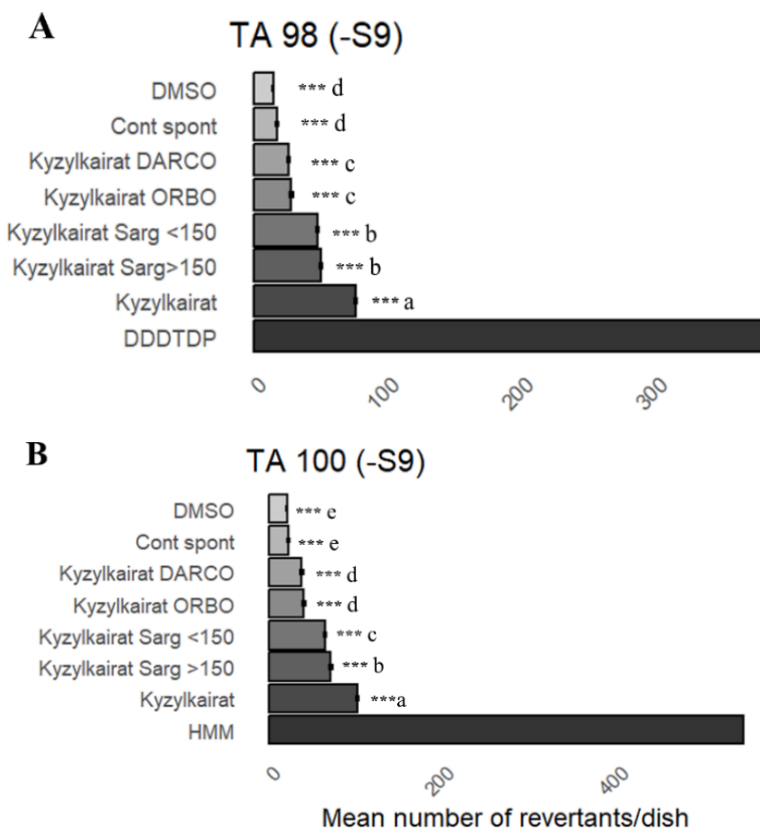 A
TA 98 (-S9)
DMSO *** d
Cont spont *** d
Kyzylkairat DARCO *** c
Kyzylkairat ORBO *** c
Kyzylkairat Sarg <150 *** b
Kyzylkairat Sarg>150 *** b
Kyzylkairat *** a
DDDTDP
0 100 200 300
B
TA 100 (-S9)
DMSO *** e
Cont spont *** e
Kyzylkairat DARCO *** d
Kyzylkairat ORBO *** d
Kyzylkairat Sarg <150 *** c
Kyzylkairat Sarg >150 *** b
Kyzylkairat ***a
HMM
0 200 400
Mean number of revertants/dish